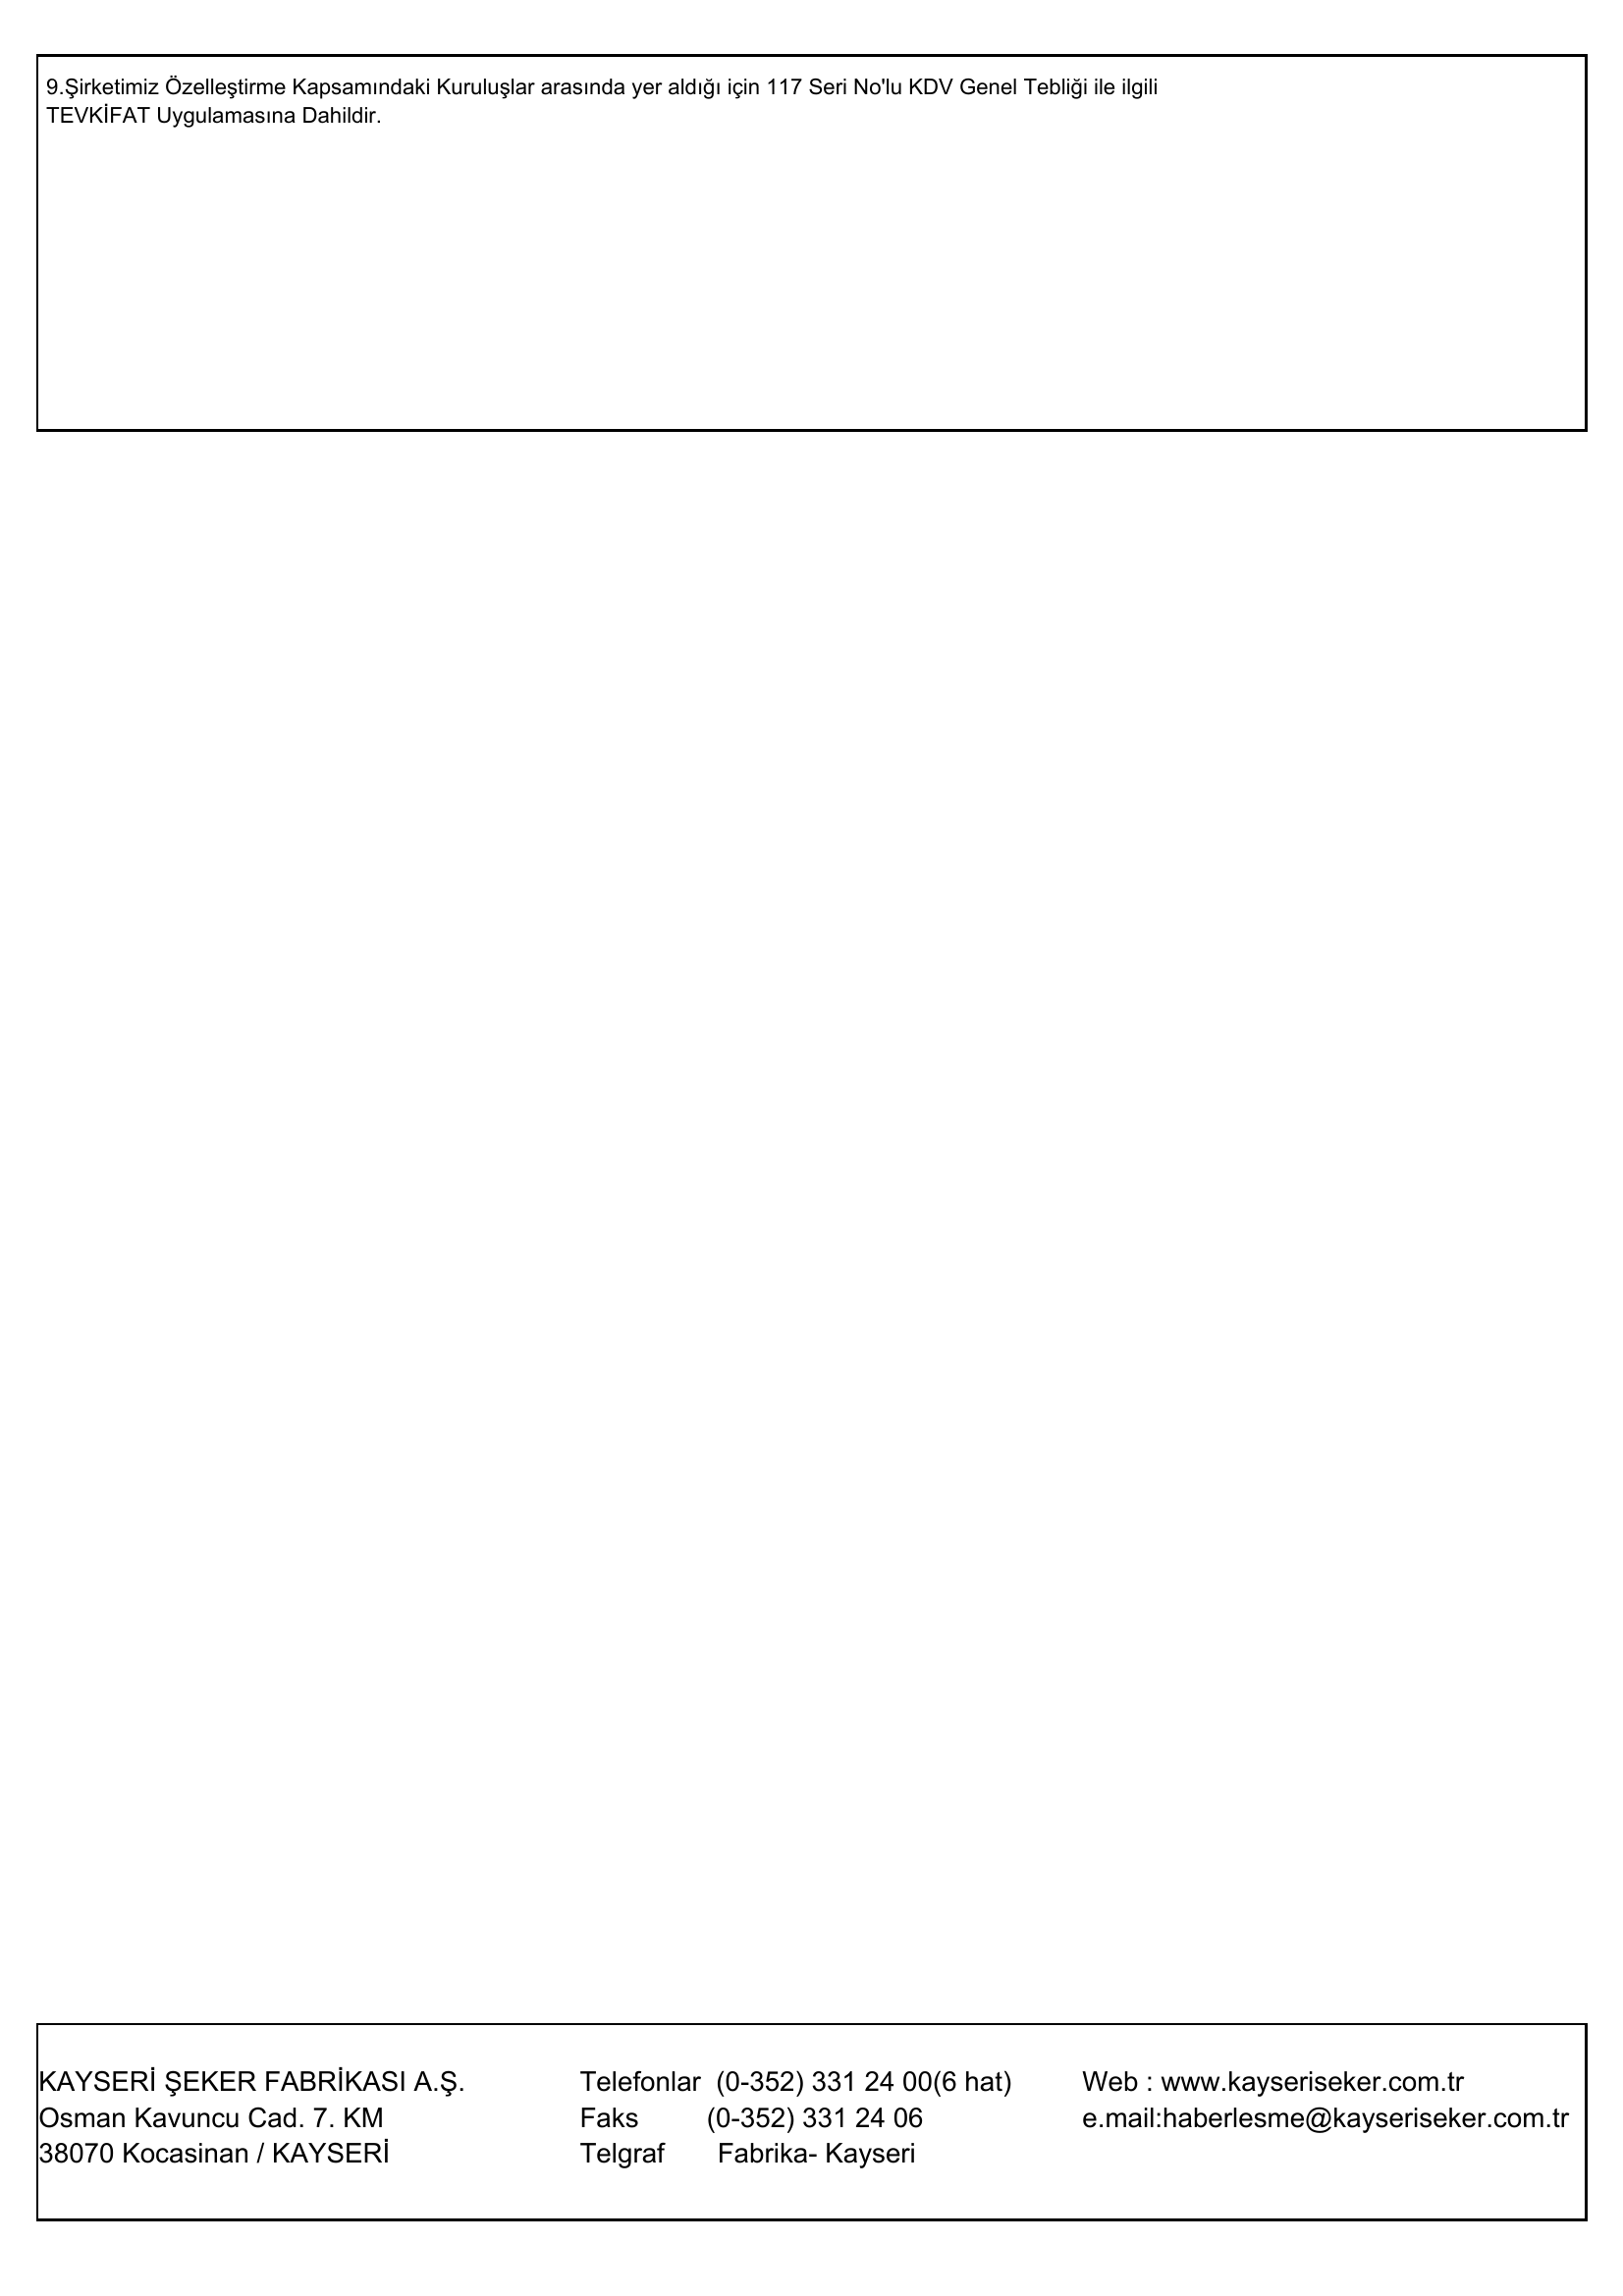 9.Şirketimiz Özelleştirme Kapsamındaki Kuruluşlar arasında yer aldığı için 117 Seri No'lu KDV Genel Tebliği ile ilgili
TEVKİFAT Uygulamasına Dahildir.
KAYSERİ ŞEKER FABRİKASI A.Ş.
Osman Kavuncu Cad. 7. KM
38070 Kocasinan / KAYSERİ
Telefonlar (0-352) 331 24 00(6 hat)
Faks (0-352) 331 24 06
Telgraf Fabrika- Kayseri
Web : www.kayseriseker.com.tr
e.mail:haberlesme@kayseriseker.com.tr